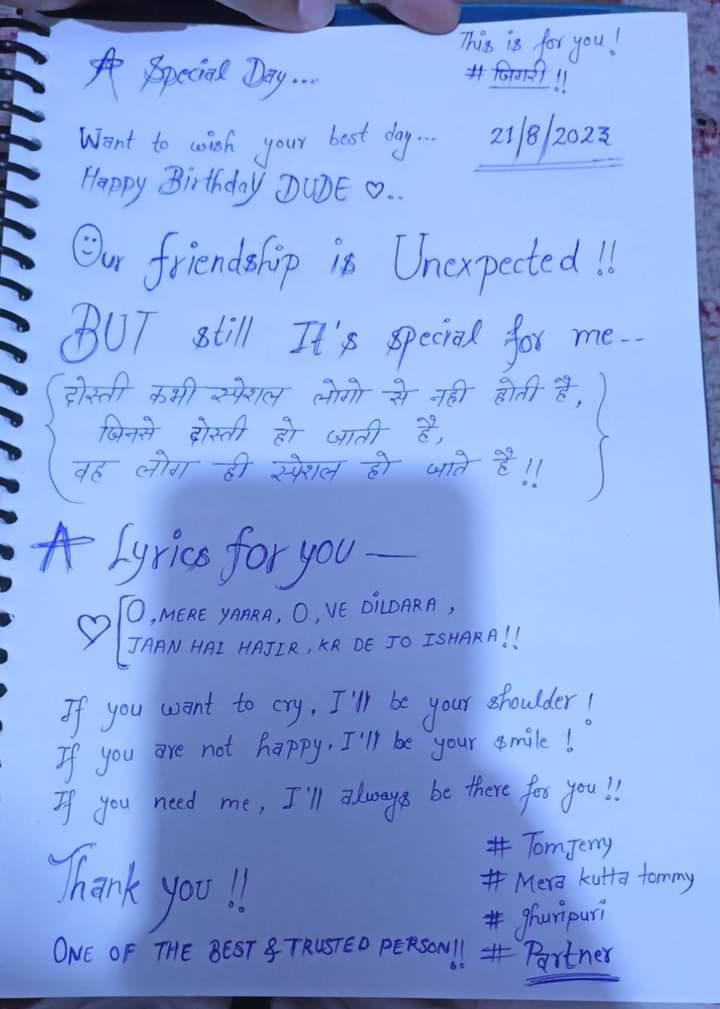 This is for you!
A Special Day...
# जिगरी !!
21/8/2023
Want to wish your best day...
Happy Birthday DUDE ♡..
Our friendship is Unexpected !!
BUT still It's special for me--
{दोस्ती कभी स्पेशल लोगो से नही होती है,
जिनसे दोस्ती हो जाती है,
वह लोग ही स्पेशल हो जाते है !!}
A Lyrics for you —
♡ [O, MERE YAARA, O, VE DILDARA,
JAAN HAI HAJIR, KR DE JO ISHARA!!
If you want to cry, I'll be your shoulder!
If you are not happy, I'll be your smile!
If you need me, I'll always be there for you!!
Thank you !!
ONE OF THE BEST & TRUSTED PERSON!!
# TomJerry
# Mera kutta tommy
# ghuripuri
# Partner